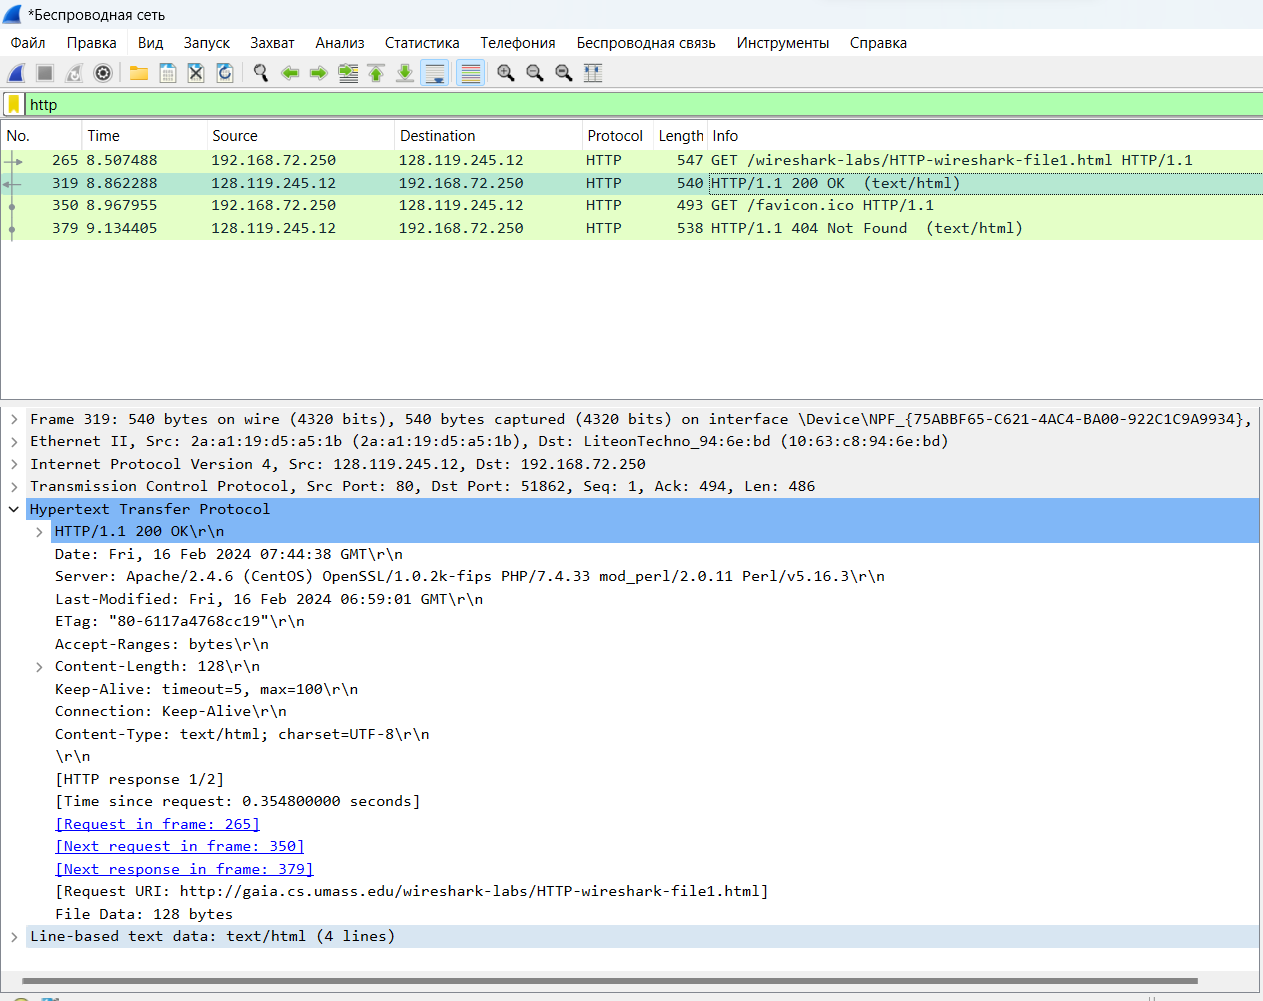 *Беспроводная сеть
Файл Правка Вид Запуск Захват Анализ Статистика Телефония Беспроводная связь Инструменты Справка
http
No. Time Source Destination Protocol Length Info
265 8.507488 192.168.72.250 128.119.245.12 HTTP 547 GET /wireshark-labs/HTTP-wireshark-file1.html HTTP/1.1
319 8.862288 128.119.245.12 192.168.72.250 HTTP 540 HTTP/1.1 200 OK (text/html)
350 8.967955 192.168.72.250 128.119.245.12 HTTP 493 GET /favicon.ico HTTP/1.1
379 9.134405 128.119.245.12 192.168.72.250 HTTP 538 HTTP/1.1 404 Not Found (text/html)
Frame 319: 540 bytes on wire (4320 bits), 540 bytes captured (4320 bits) on interface \Device\NPF_{75ABBF65-C621-4AC4-BA00-922C1C9A9934},
Ethernet II, Src: 2a:a1:19:d5:a5:1b (2a:a1:19:d5:a5:1b), Dst: LiteonTechno_94:6e:bd (10:63:c8:94:6e:bd)
Internet Protocol Version 4, Src: 128.119.245.12, Dst: 192.168.72.250
Transmission Control Protocol, Src Port: 80, Dst Port: 51862, Seq: 1, Ack: 494, Len: 486
Hypertext Transfer Protocol
HTTP/1.1 200 OK\r\n
Date: Fri, 16 Feb 2024 07:44:38 GMT\r\n
Server: Apache/2.4.6 (CentOS) OpenSSL/1.0.2k-fips PHP/7.4.33 mod_perl/2.0.11 Perl/v5.16.3\r\n
Last-Modified: Fri, 16 Feb 2024 06:59:01 GMT\r\n
ETag: "80-6117a4768cc19"\r\n
Accept-Ranges: bytes\r\n
Content-Length: 128\r\n
Keep-Alive: timeout=5, max=100\r\n
Connection: Keep-Alive\r\n
Content-Type: text/html; charset=UTF-8\r\n
\r\n
[HTTP response 1/2]
[Time since request: 0.354800000 seconds]
[Request in frame: 265]
[Next request in frame: 350]
[Next response in frame: 379]
[Request URI: http://gaia.cs.umass.edu/wireshark-labs/HTTP-wireshark-file1.html]
File Data: 128 bytes
Line-based text data: text/html (4 lines)